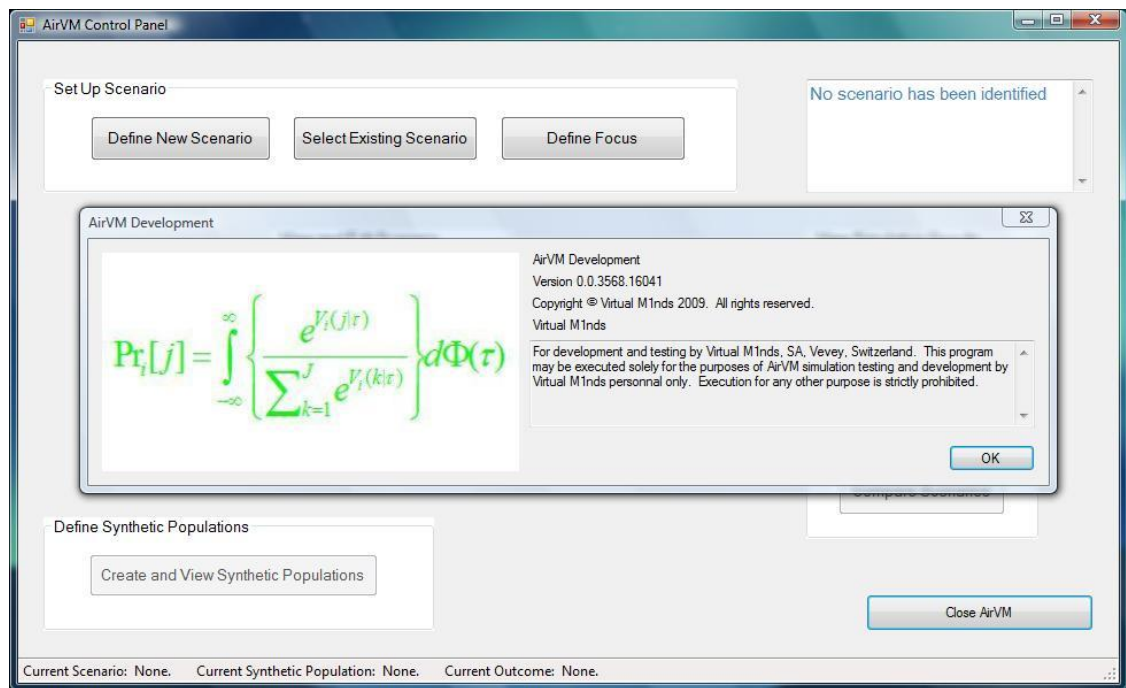 AirVM Control Panel
Set Up Scenario
Define New Scenario
Select Existing Scenario
Define Focus
No scenario has been identified
AirVM Development
Pr_i[j] = ∫_{-∞}^{∞} { e^{V_i(j|τ)} / ∑_{k=1}^{J} e^{V_i(k|τ)} } dΦ(τ)
AirVM Development
Version 0.0.3568.16041
Copyright © Virtual M1nds 2009. All rights reserved.
Virtual M1nds
For development and testing by Virtual M1nds, SA, Vevey, Switzerland. This program
may be executed solely for the purposes of AirVM simulation testing and development by
Virtual M1nds personnal only. Execution for any other purpose is strictly prohibited.
OK
Define Synthetic Populations
Create and View Synthetic Populations
Close AirVM
Current Scenario: None. Current Synthetic Population: None. Current Outcome: None.